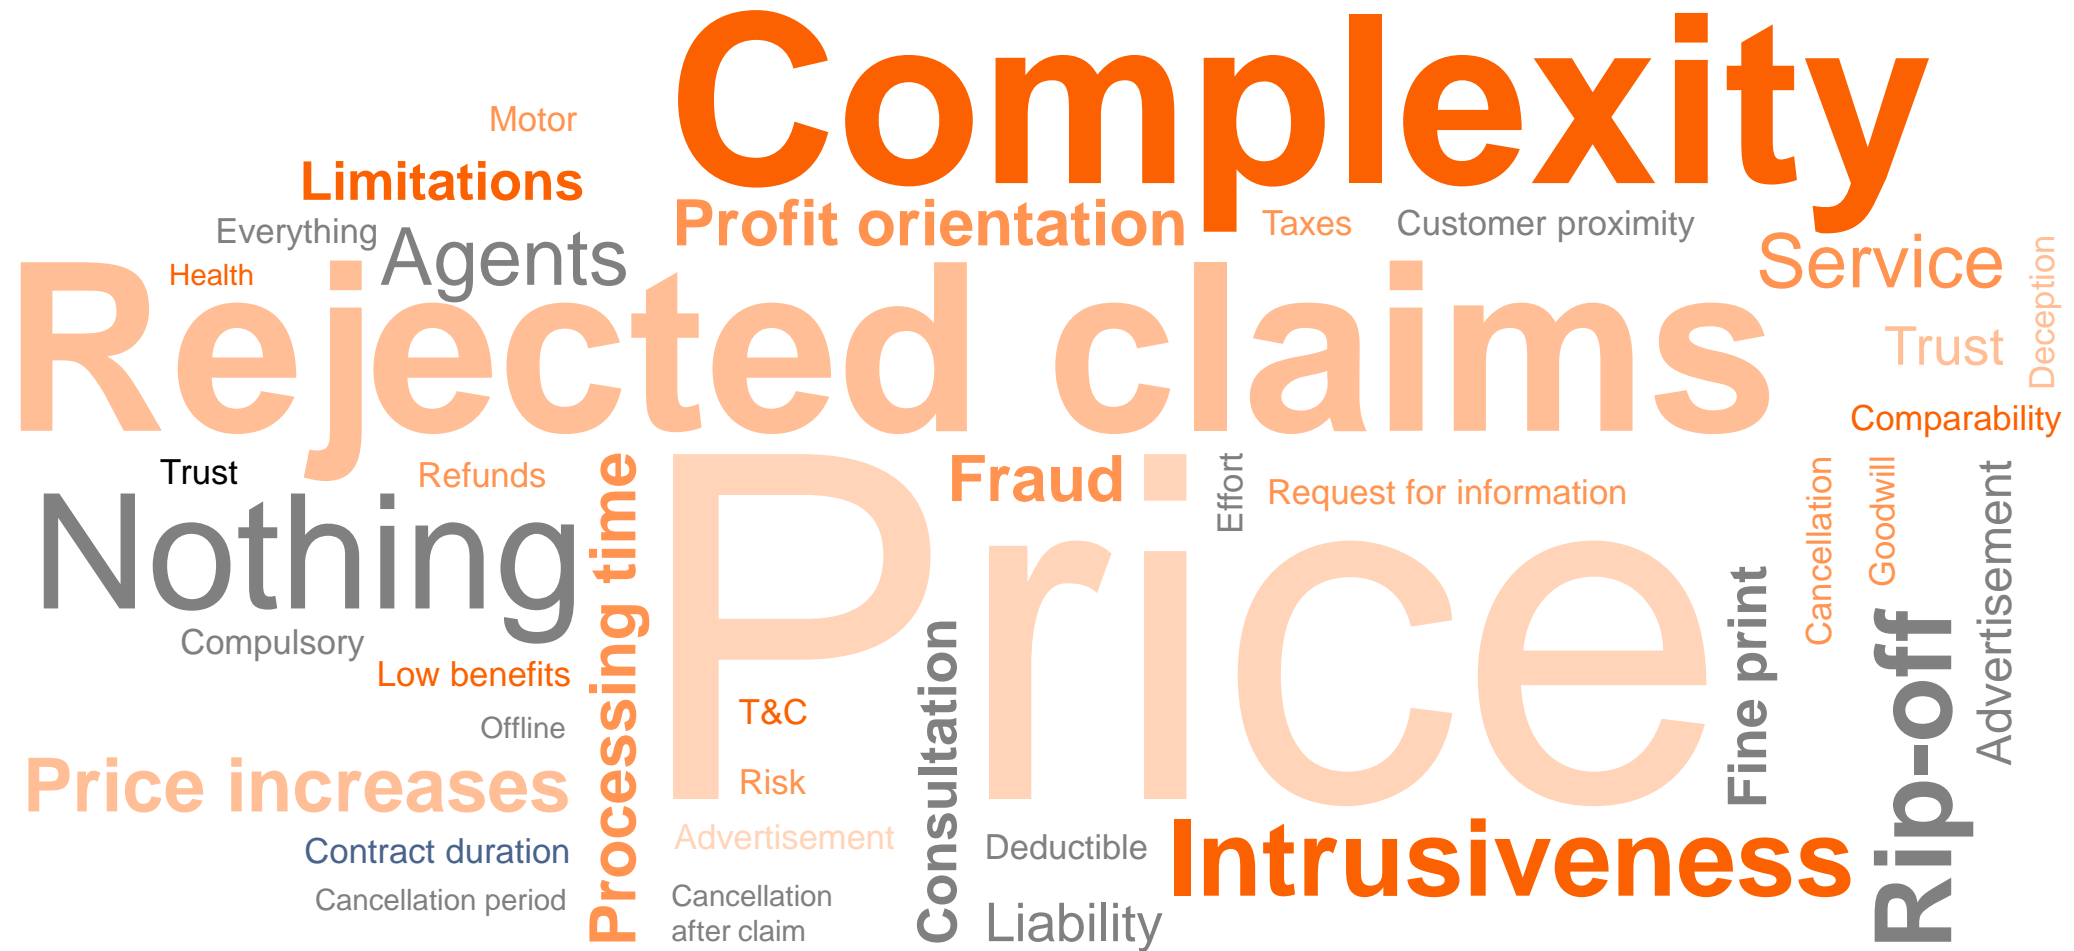 Complexity
Motor
Limitations
Profit orientation
Taxes
Customer proximity
Everything
Agents
Service
Health
Deception
Rejected claims
Trust
Comparability
Trust
Refunds
Processing time
Price
Fraud
Effort
Request for information
Cancellation
Goodwill
Advertisement
Nothing
Compulsory
Low benefits
Offline
T&C
Consultation
Fine print
Rip-off
Price increases
Risk
Advertisement
Contract duration
Deductible
Intrusiveness
Cancellation period
Cancellation
after claim
Liability